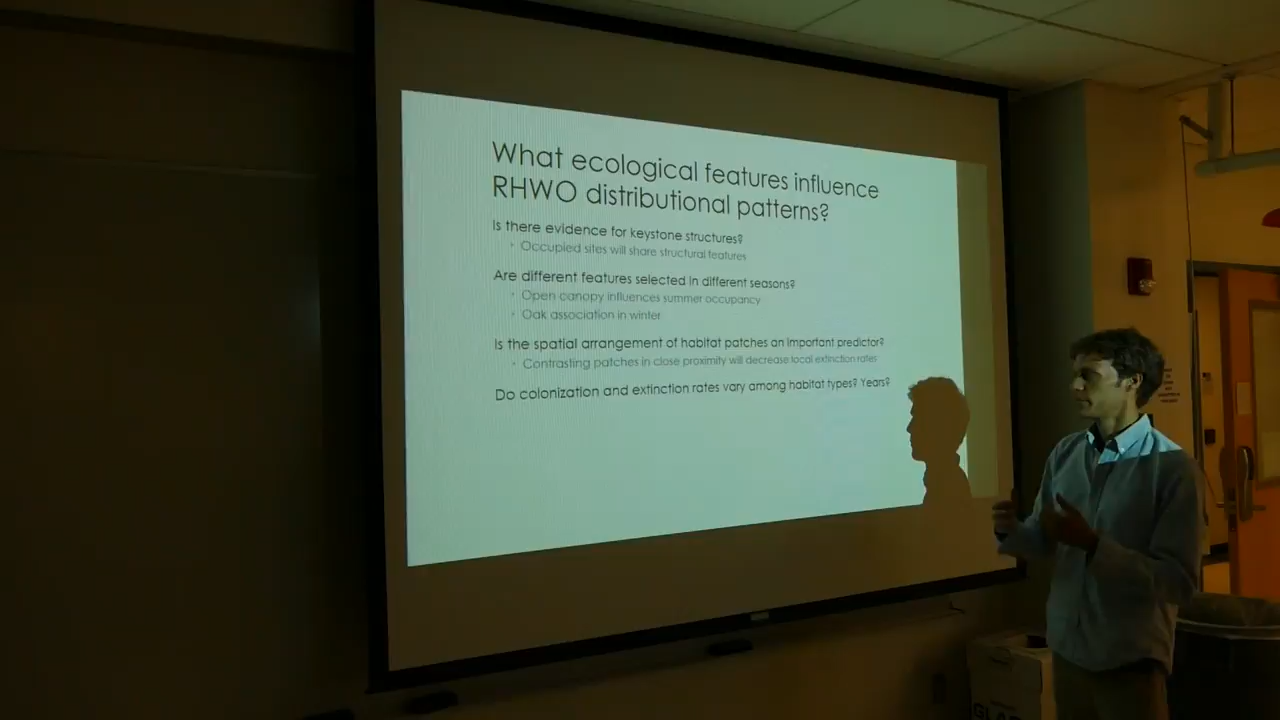 What ecological features influence
RHWO distributional patterns?
Is there evidence for keystone structures?
Occupied sites will share structural features
Are different features selected in different seasons?
Open canopy influences summer occupancy
Oak association in winter
Is the spatial arrangement of habitat patches an important predictor?
Contrasting patches in close proximity will decrease local extinction rates
Do colonization and extinction rates vary among habitat types? Years?